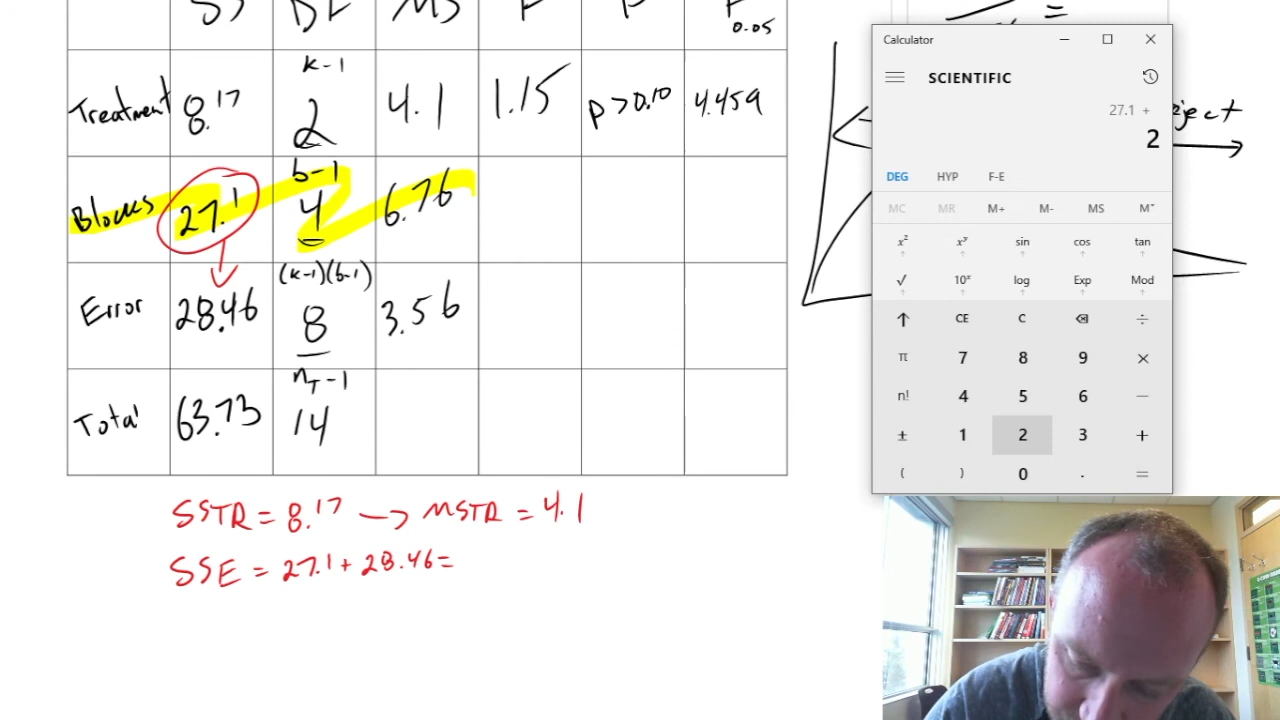 SS DF MS F P F
0.05
Treatment 8.17 k-1 2 4.1 1.15 p > 0.10 4.459
Blocks 27.1 b-1 4 6.76
Error 28.46 (k-1)(b-1) 8 3.56
Total 63.73 nT-1 14
SSTR = 8.17 → MSTR = 4.1
SSE = 27.1 + 28.46 =
=
Calculator
SCIENTIFIC
27.1 +
2
DEG HYP F-E
MC MR M+ M- MS M˅
x² xʸ sin cos tan
√ 10ˣ log Exp Mod
↑ CE C ⌫ ÷
π 7 8 9 ×
n! 4 5 6 −
± 1 2 3 +
( ) 0 . =